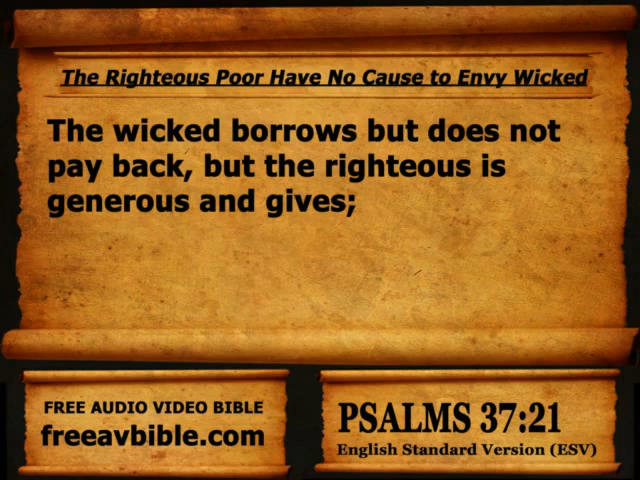 The Righteous Poor Have No Cause to Envy Wicked
The wicked borrows but does not
pay back, but the righteous is
generous and gives;
FREE AUDIO VIDEO BIBLE
freeavbible.com
PSALMS 37:21
English Standard Version (ESV)